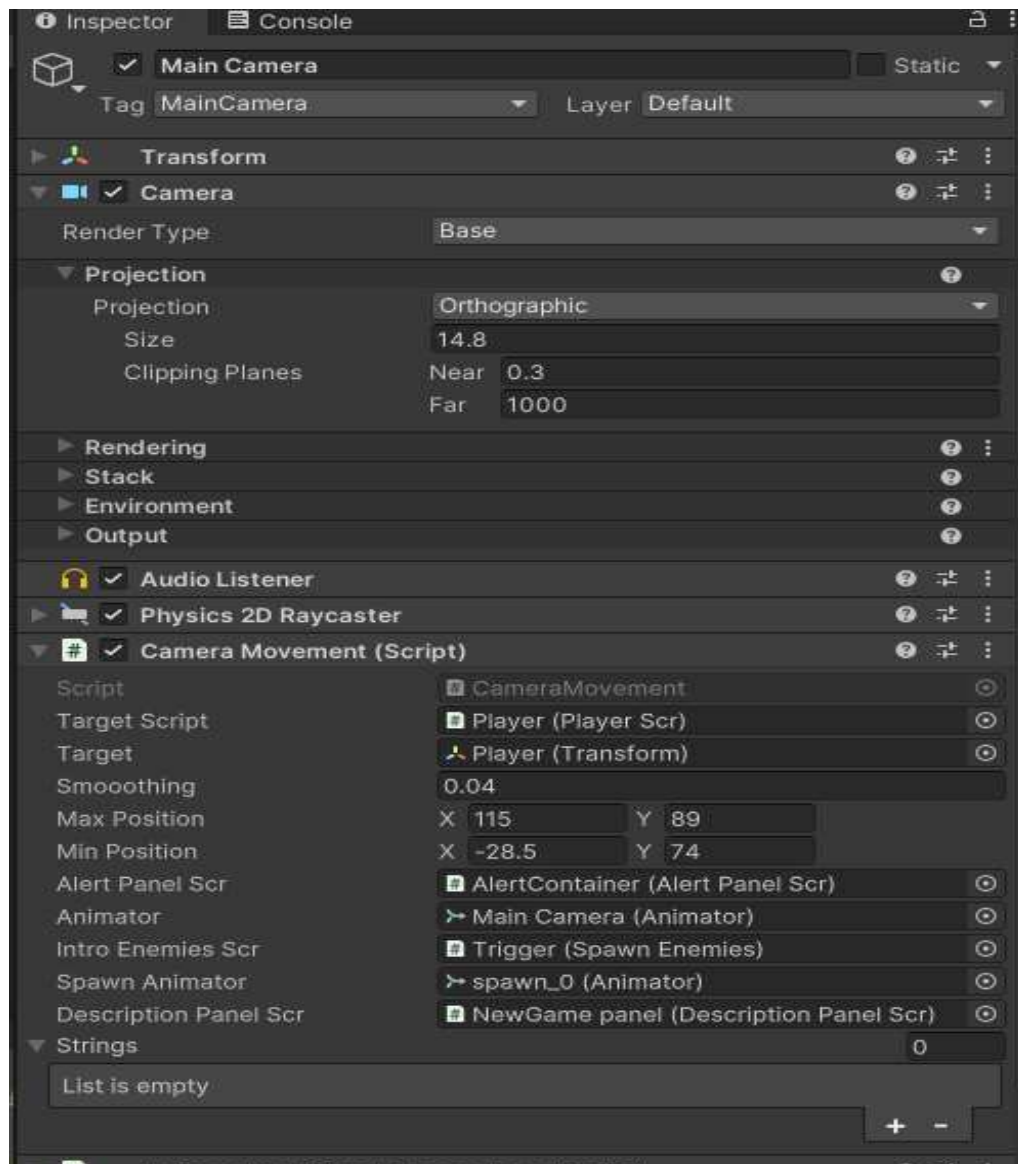 Inspector Console
Main Camera Static
Tag MainCamera Layer Default
Transform
Camera
Render Type Base
Projection
Projection Orthographic
Size 14.8
Clipping Planes Near 0.3
Far 1000
Rendering
Stack
Environment
Output
Audio Listener
Physics 2D Raycaster
# Camera Movement (Script)
Script # CameraMovement
Target Script # Player (Player Scr)
Target Player (Transform)
Smooothing 0.04
Max Position X 115 Y 89
Min Position X -28.5 Y 74
Alert Panel Scr # AlertContainer (Alert Panel Scr)
Animator Main Camera (Animator)
Intro Enemies Scr # Trigger (Spawn Enemies)
Spawn Animator spawn_0 (Animator)
Description Panel Scr # NewGame panel (Description Panel Scr)
Strings 0
List is empty
+ -